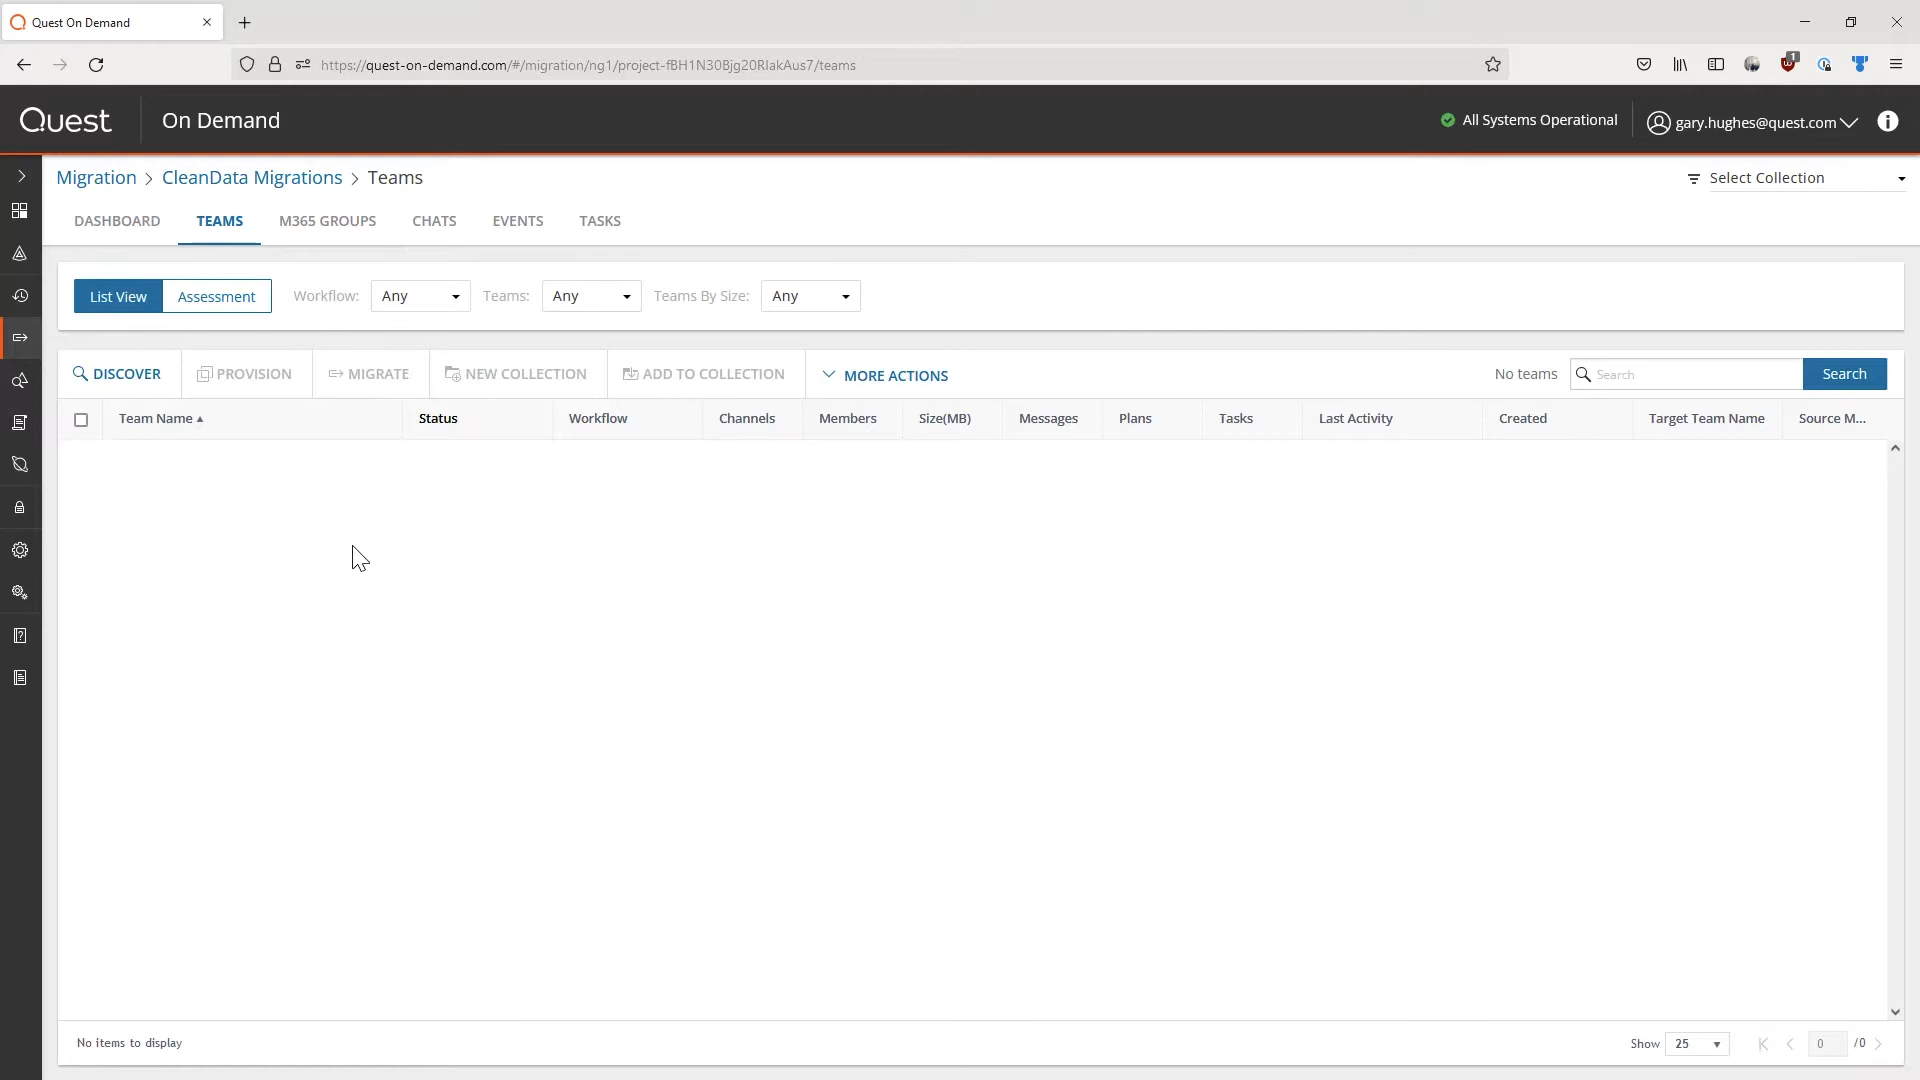 Quest On Demand
https://quest-on-demand.com/#/migration/ng1/project-fBH1N30Bjg20RIakAus7/teams
1
Quest
On Demand
All Systems Operational
gary.hughes@quest.com
Migration > CleanData Migrations > Teams
Select Collection
DASHBOARD TEAMS M365 GROUPS CHATS EVENTS TASKS
List View Assessment Workflow: Any Teams: Any Teams By Size: Any
DISCOVER PROVISION MIGRATE NEW COLLECTION ADD TO COLLECTION MORE ACTIONS No teams Search Search
Team Name Status Workflow Channels Members Size(MB) Messages Plans Tasks Last Activity Created Target Team Name Source M...
No items to display
Show 25 0 /0